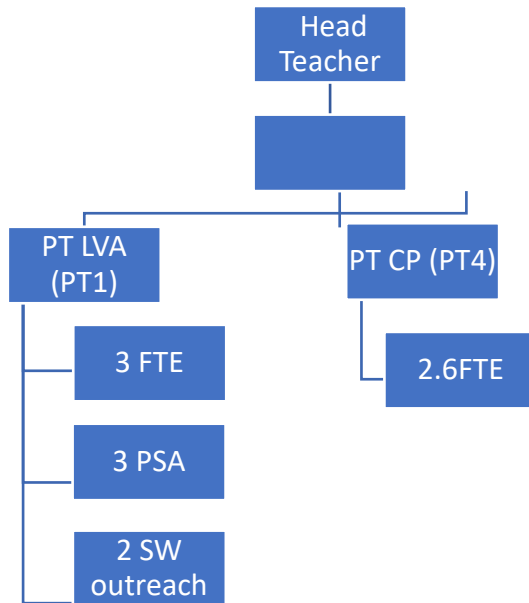 Head
Teacher
PT LVA
(PT1)
PT CP (PT4)
3 FTE
2.6FTE
3 PSA
2 SW
outreach